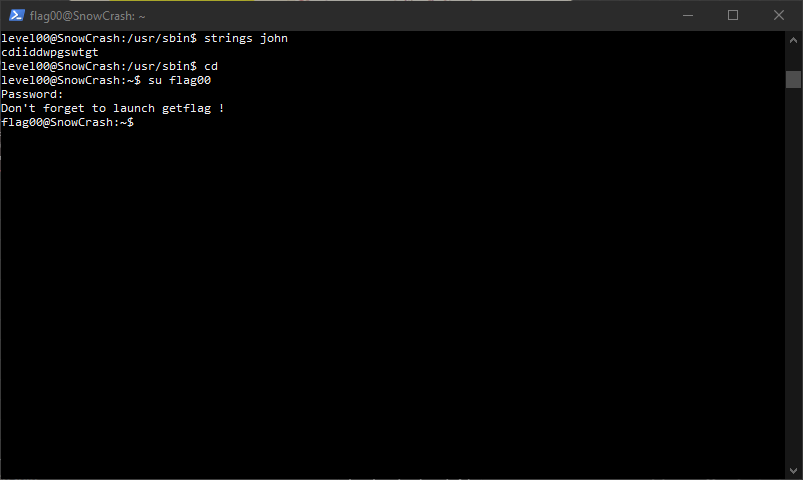 flag00@SnowCrash: ~
level00@SnowCrash:/usr/sbin$ strings john
cdiiddwpgswtgt
level00@SnowCrash:/usr/sbin$ cd
level00@SnowCrash:~$ su flag00
Password:
Don't forget to launch getflag !
flag00@SnowCrash:~$